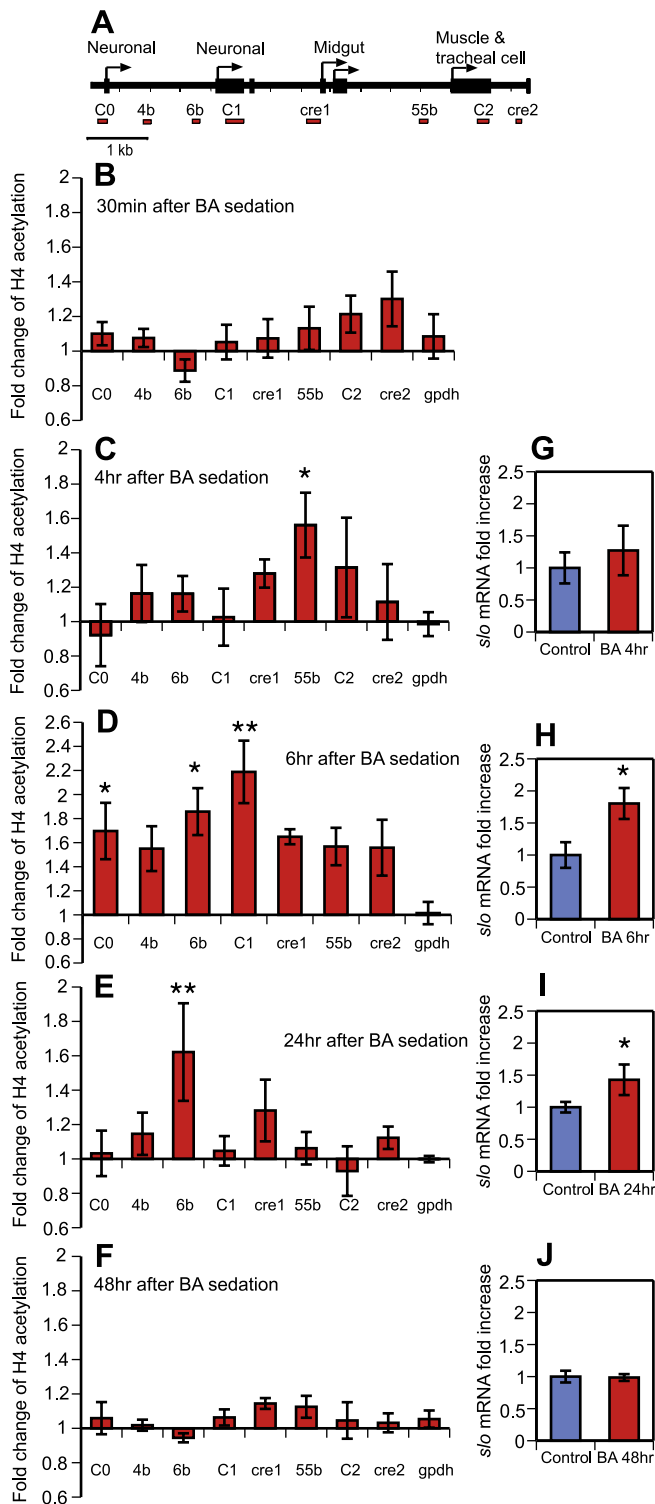 A
Neuronal Neuronal Midgut Muscle &
tracheal cell
C0 4b 6b C1 cre1 55b C2 cre2
1 kb
B
30min after BA sedation
Fold change of H4 acetylation
2
1.8
1.6
1.4
1.2
1
0.8
0.6
C0 4b 6b C1 cre1 55b C2 cre2 gpdh
C
4hr after BA sedation
*
Fold change of H4 acetylation
2
1.8
1.6
1.4
1.2
1
0.8
0.6
C0 4b 6b C1 cre1 55b C2 cre2 gpdh
G
slo mRNA fold increase
2.5
2
1.5
1
0.5
0
Control BA 4hr
D
6hr after BA sedation
* * **
Fold change of H4 acetylation
2.6
2.4
2.2
2
1.8
1.6
1.4
1.2
1
0.8
0.6
C0 4b 6b C1 cre1 55b cre2 gpdh
H
*
slo mRNA fold increase
2.5
2
1.5
1
0.5
0
Control BA 6hr
E
24hr after BA sedation
**
Fold change of H4 acetylation
2
1.8
1.6
1.4
1.2
1
0.8
0.6
C0 4b 6b C1 cre1 55b C2 cre2 gpdh
I
*
slo mRNA fold increase
2.5
2
1.5
1
0.5
0
Control BA 24hr
F
48hr after BA sedation
Fold change of H4 acetylation
2
1.8
1.6
1.4
1.2
1
0.8
0.6
C0 4b 6b C1 cre1 55b C2 cre2 gpdh
J
slo mRNA fold increase
2.5
2
1.5
1
0.5
0
Control BA 48hr